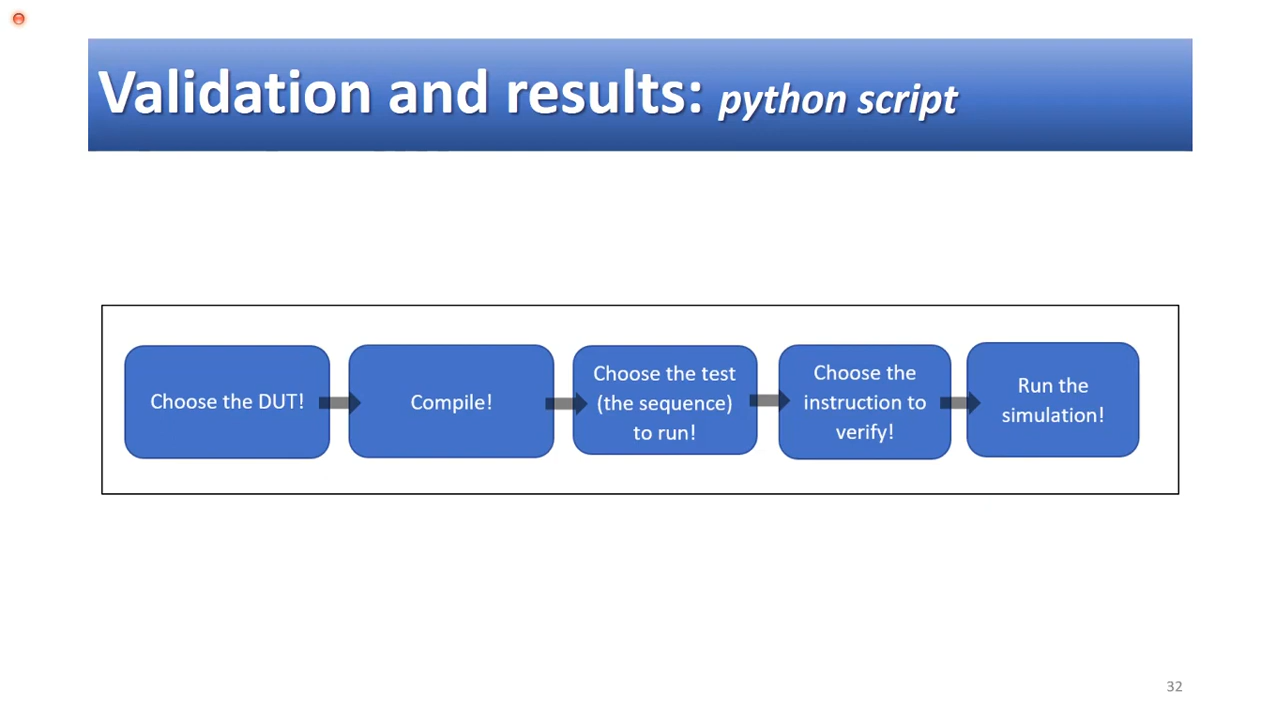 Validation and results: python script
Choose the DUT!
Compile!
Choose the test
(the sequence)
to run!
Choose the
instruction to
verify!
Run the
simulation!
32